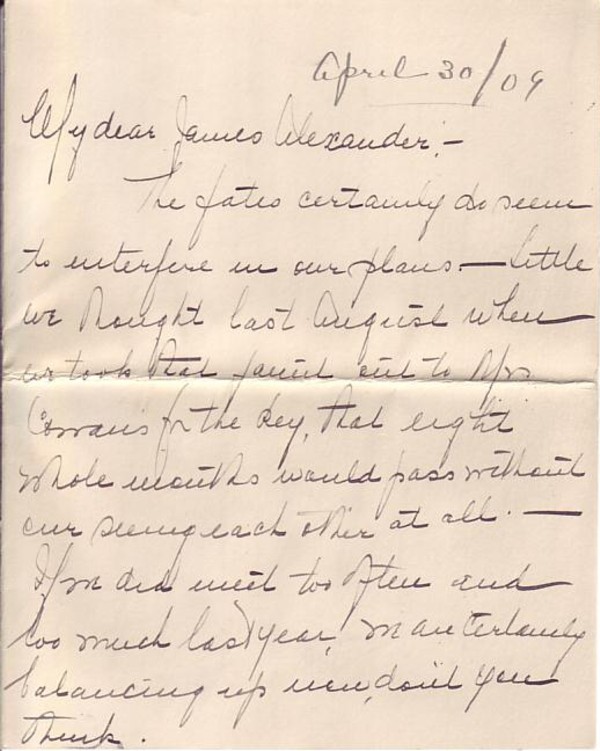 April 30/09
My dear James Alexander,—
The fates certainly do seem
to interfere in our plans.— Little
we thought last August when
we took that jaunt out to Mrs
Cowan's for the key, that eight
whole months would pass without
our seeing each other at all. —
If we did meet too often and
too much last year, we are certainly
balancing up now, don't you
think.